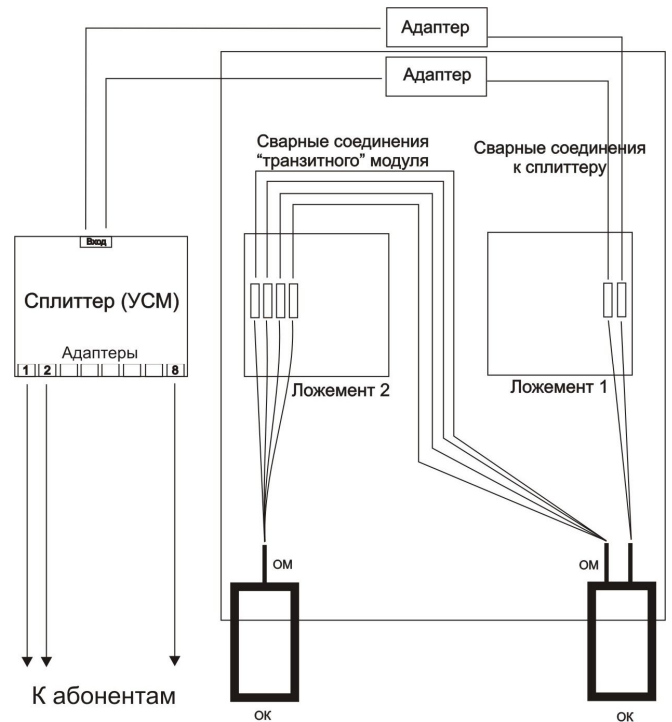 Адаптер
Адаптер
Сварные соединения
“транзитного” модуля
Сварные соединения
к сплиттеру
Вход
Сплиттер (УСМ)
Адаптеры
1 2 8
Ложемент 2
Ложемент 1
ОМ
ОМ
К абонентам
ОК
ОК